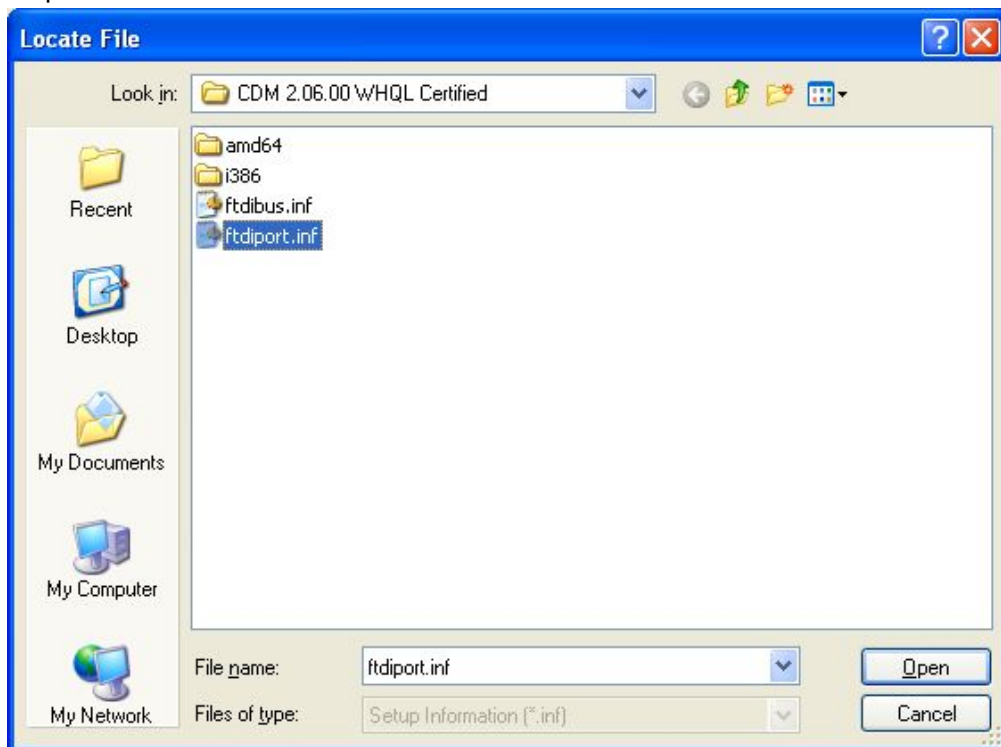 Locate File
Look in: CDM 2.06.00 WHQL Certified
amd64
i386
ftdibus.inf
ftdiport.inf
Recent
Desktop
My Documents
My Computer
My Network
File name: ftdiport.inf Open
Files of type: Setup Information (*.inf) Cancel